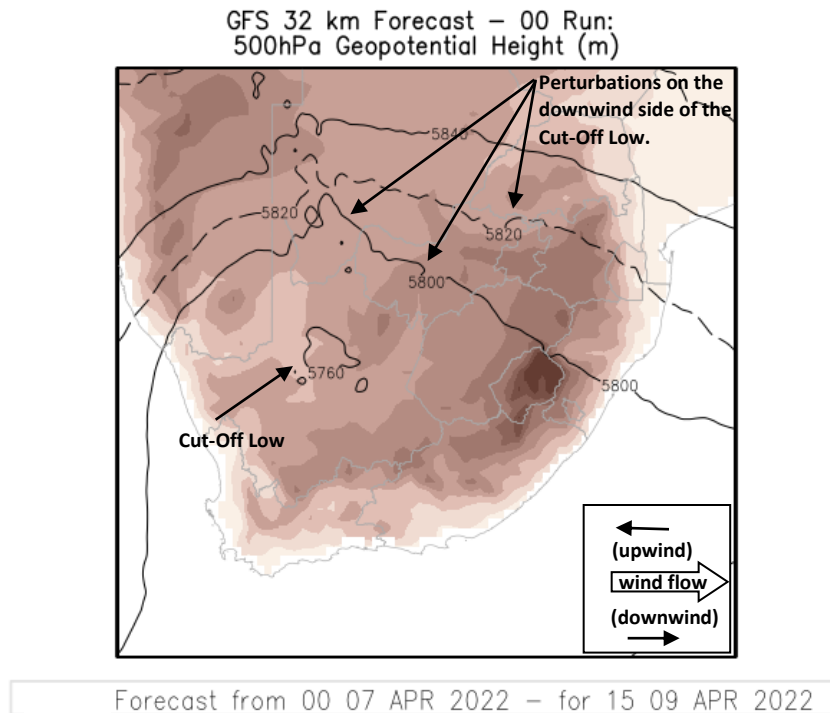 GFS 32 km Forecast – 00 Run:
500hPa Geopotential Height (m)
Perturbations on the
downwind side of the
Cut-Off Low.
5840
5820
5820
5800
5760
5800
Cut-Off Low
(upwind)
wind flow
(downwind)
Forecast from 00 07 APR 2022 – for 15 09 APR 2022